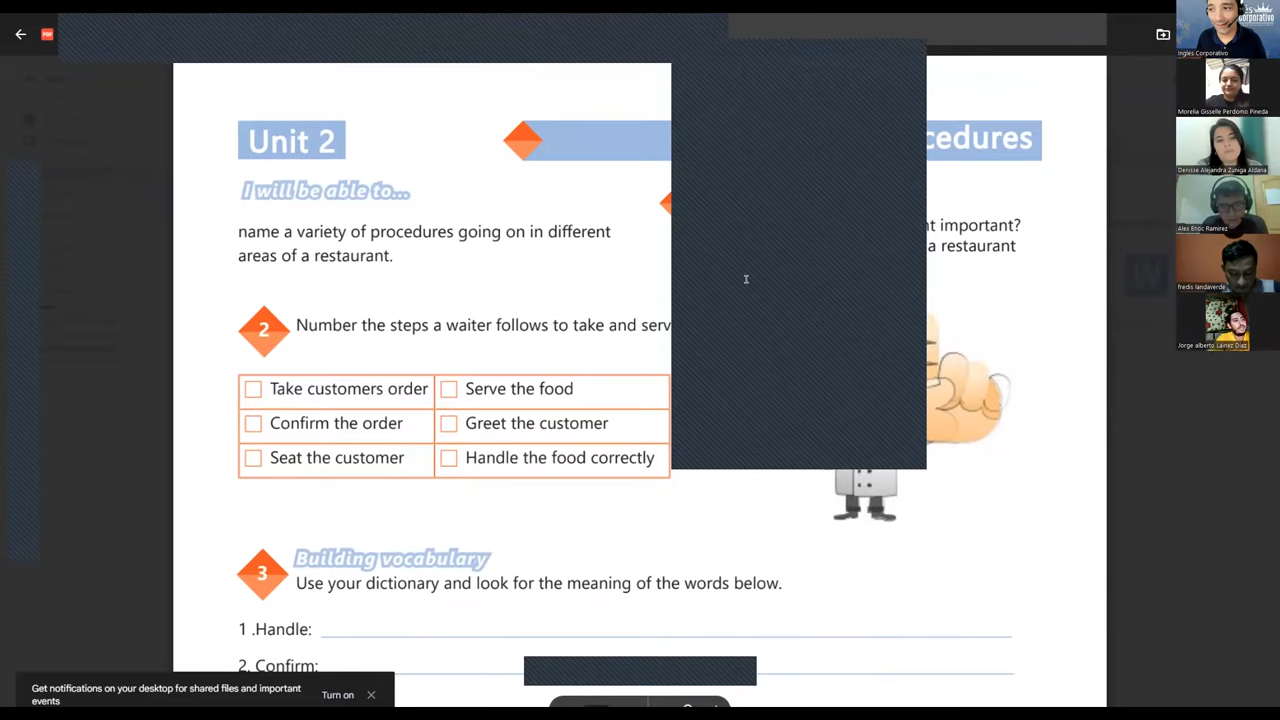 Unit 2
cedures
I will be able to...
name a variety of procedures going on in different
areas of a restaurant.
nt important?
a restaurant
2 Number the steps a waiter follows to take and serv
Take customers order Serve the food
Confirm the order Greet the customer
Seat the customer Handle the food correctly
3 Building vocabulary
Use your dictionary and look for the meaning of the words below.
1 .Handle:
2. Confirm:
Get notifications on your desktop for shared files and important
events
Turn on
PDF
W
Ingles Corporativo
Morelia Gisselle Perdomo Pineda
Denisse Alejandra Zuniga Aldana
Alex Enoc Ramirez
fredis landaverde
Jorge alberto Lainez Diaz